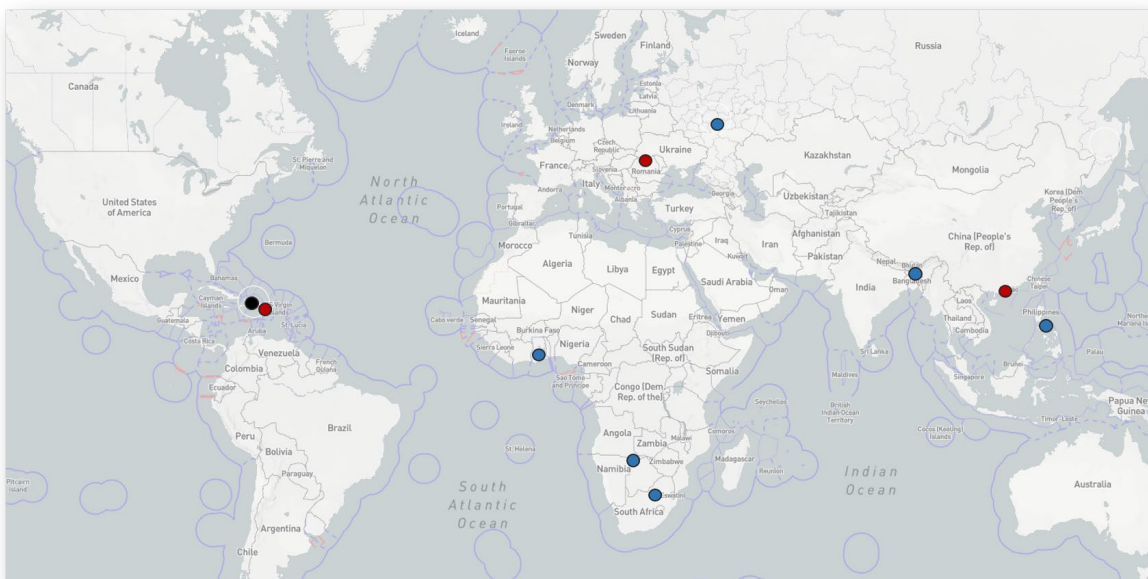 Iceland
Sweden
Finland
Russia
Faeroe
Islands
Norway
Canada
Estonia
Latvia
Denmark
Lithuania
Ireland
Netherlands
Belgium
Czech
Republic
Ukraine
Kazakhstan
St. Pierre and
Miquelon
France
Slovenia
Romania
Mongolia
North
Atlantic
Ocean
Andorra
Italy
Montenegro
Albania
Georgia
Uzbekistan
Korea (Dem
People's
Rep. of)
United States
of America
Portugal
Gibraltar
Turkey
Tajikistan
Cyprus
Palestine
Iraq
Iran
Afghanistan
China (People's
Rep. of)
Bermuda
Morocco
Tunisia
Kuwait
Pakistan
Nepal
Bhutan
Algeria
Libya
Egypt
Saudi Arabia
Bangladesh
Mexico
Bahamas
Oman
India
Chinese
Taipei
Cayman
Islands
Virgin
Islands
Mauritania
Niger
Chad
Sudan
Eritrea
Yemen
Laos
Thailand
Philippines
Northern
Mariana
Guatemala
St. Lucia
Cabo verde
Senegal
Burkina Faso
Djibouti
Cambodia
Aruba
Costa Rica
Sierra Leone
Nigeria
South Sudan
(Rep. of)
Sri Lanka
Palau
Venezuela
Colombia
French
Guiana
Cameroon
Somalia
Maldives
Brunei
Singapore
Ecuador
Sao Tome
and Principe
Congo (Dem.
Rep. of the)
Seychelles
British
Indian Ocean
Territory
Papua New
Guinea
Timor-Leste
Peru
Brazil
St. Helena
Angola
Zambia
Malawi
Comoros
Cocos (Keeling)
Islands
Bolivia
Zimbabwe
Madagascar
Reunion
Namibia
Indian
Ocean
Pitcairn
Island
Paraguay
South
Atlantic
Ocean
Eswatini
South Africa
Australia
Argentina
Chile